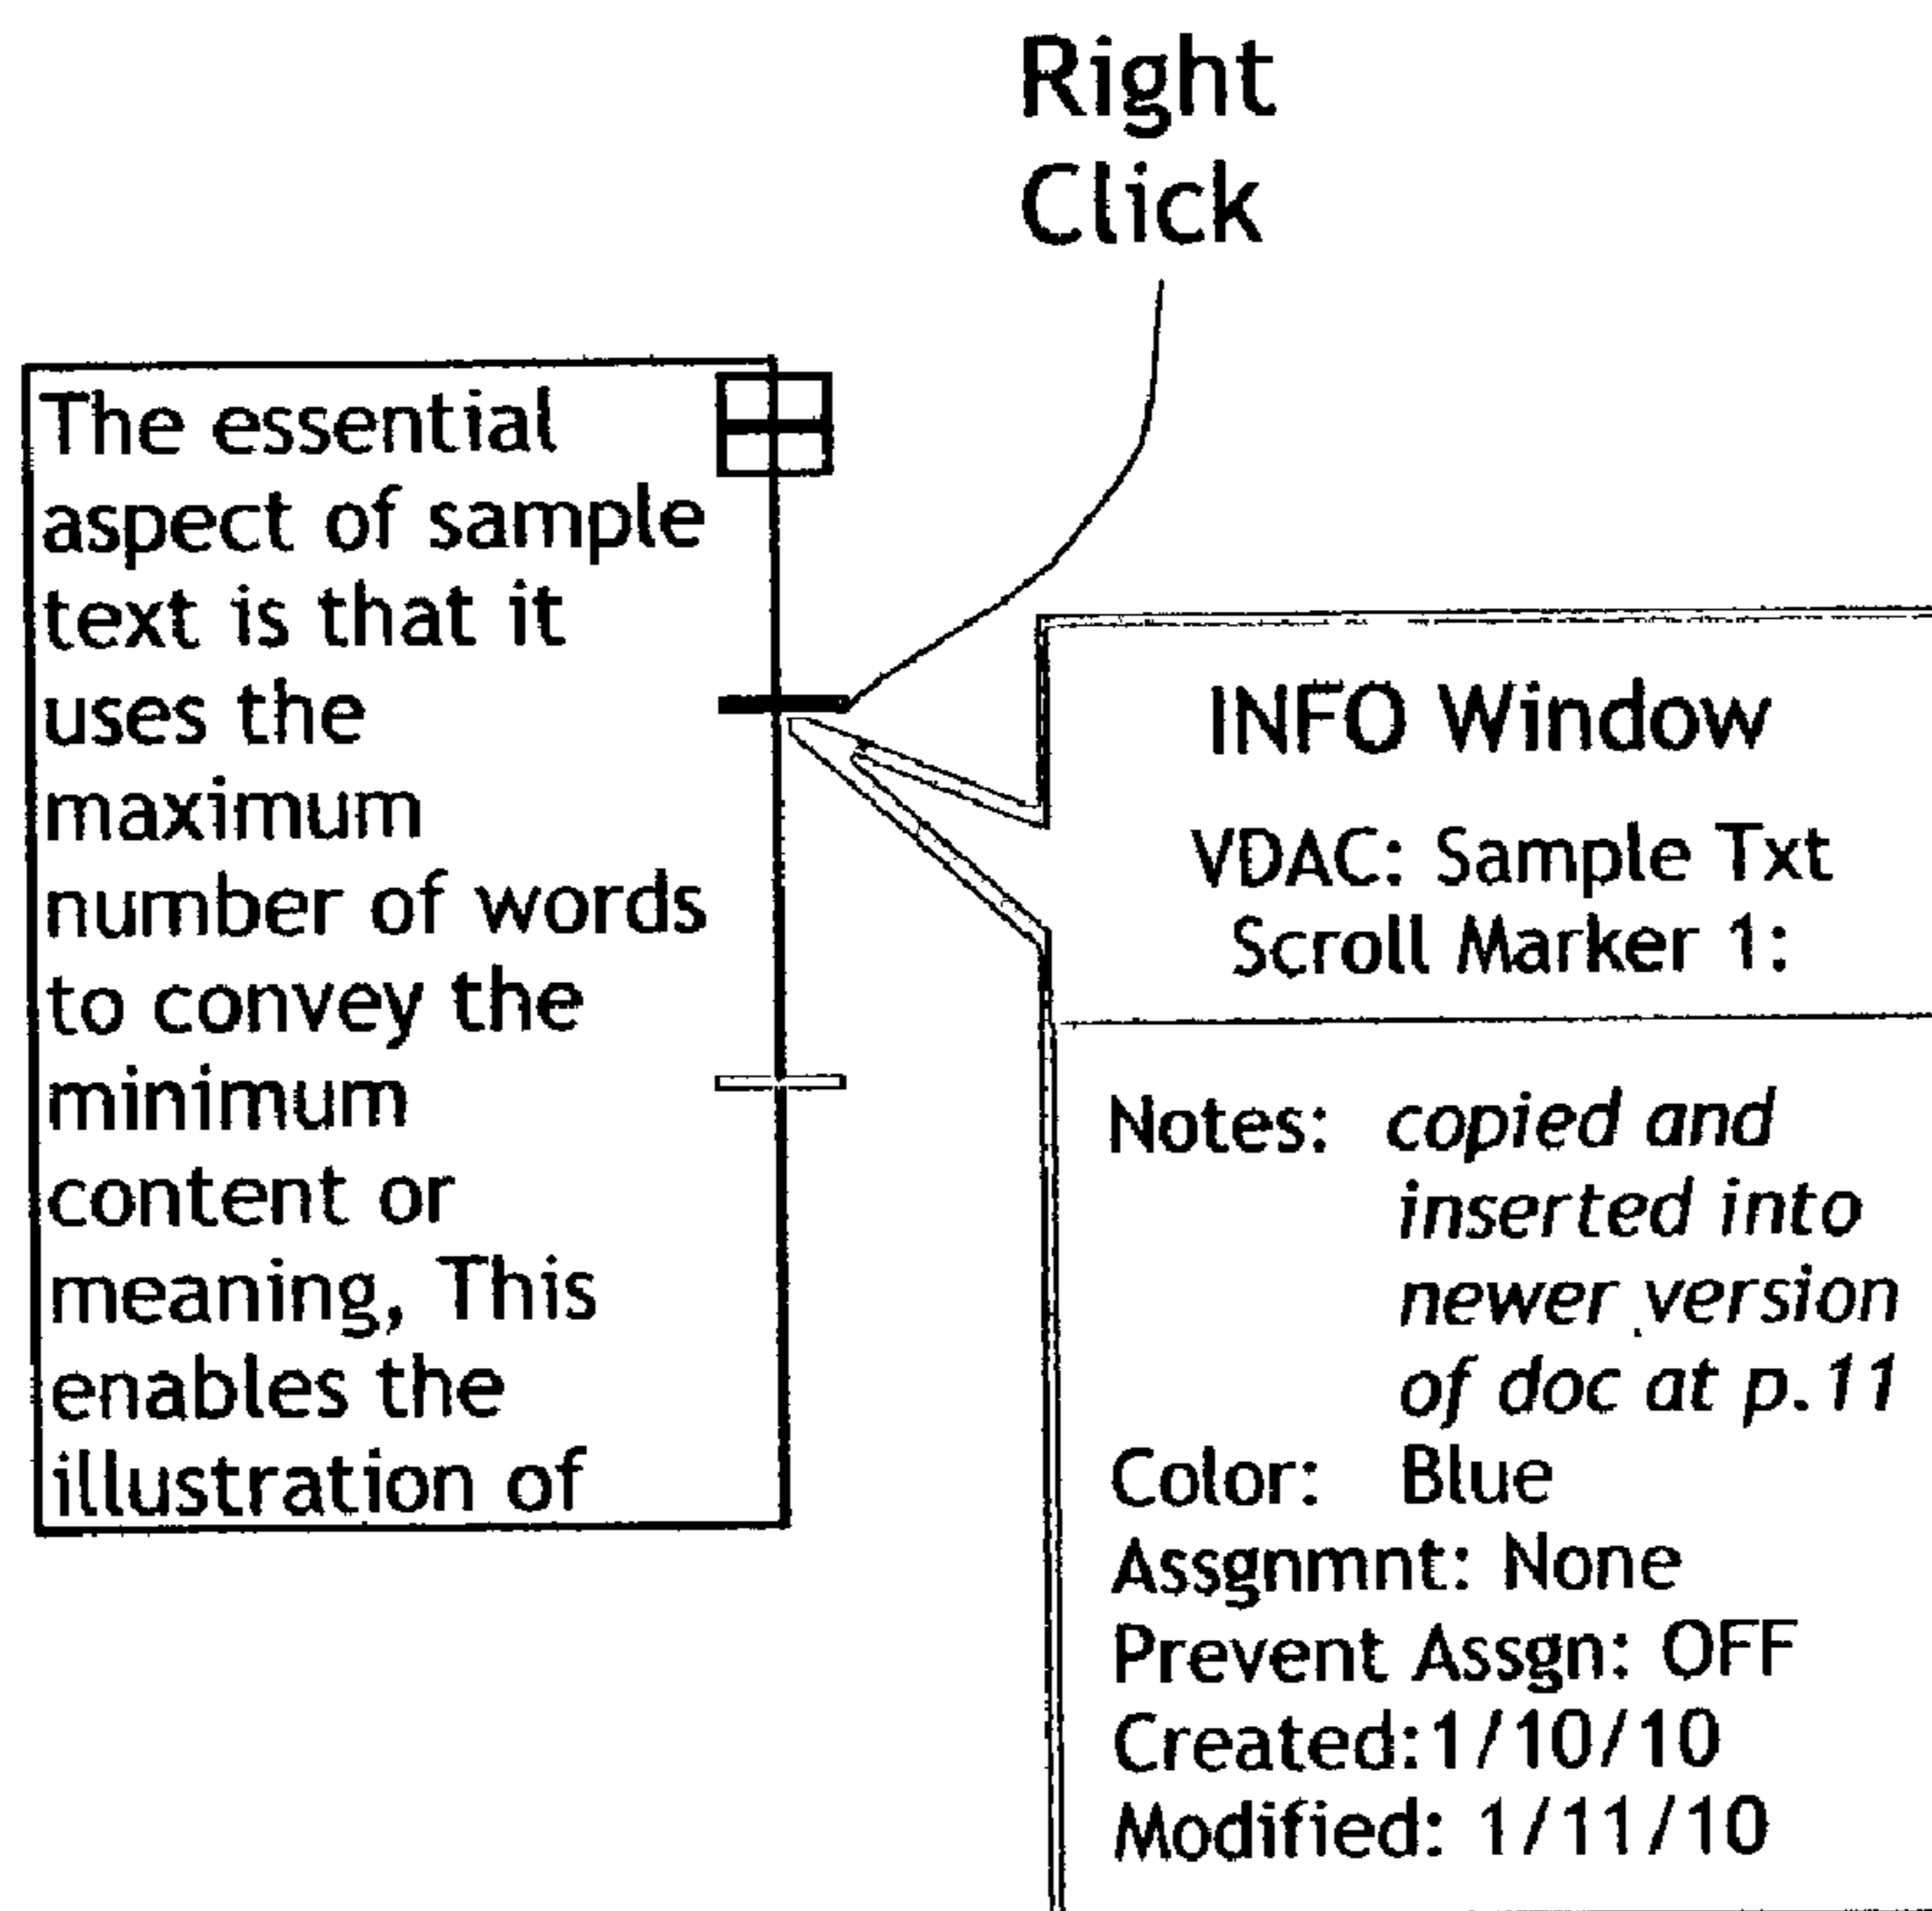 Right
Click
The essential
aspect of sample
text is that it
uses the
maximum
number of words
to convey the
minimum
content or
meaning, This
enables the
illustration of
INFO Window
VDAC: Sample Txt
Scroll Marker 1:
Notes: copied and
inserted into
newer version
of doc at p.11
Color: Blue
Assgnmnt: None
Prevent Assgn: OFF
Created:1/10/10
Modified: 1/11/10